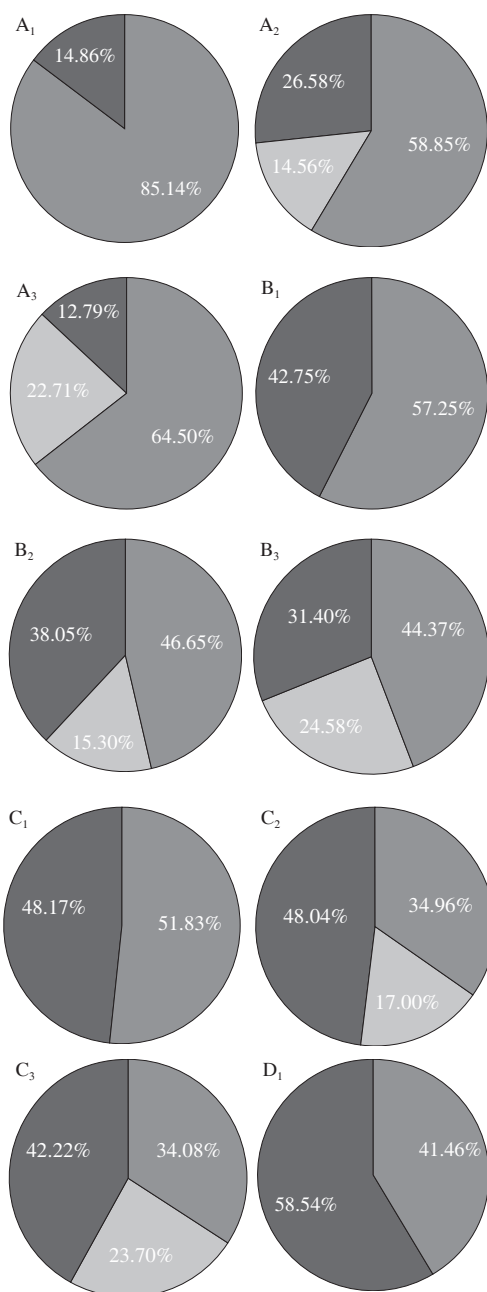 A1
14.86%
85.14%
A2
26.58%
14.56%
58.85%
A3
12.79%
22.71%
64.50%
B1
42.75%
57.25%
B2
38.05%
46.65%
15.30%
B3
31.40%
44.37%
24.58%
C1
48.17%
51.83%
C2
48.04%
34.96%
17.00%
C3
42.22%
34.08%
23.70%
D1
41.46%
58.54%